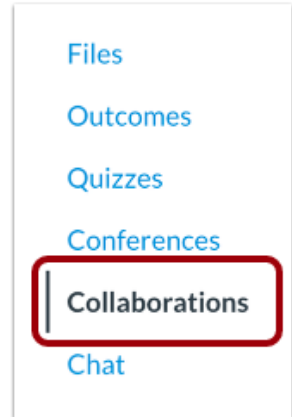 Files
Outcomes
Quizzes
Conferences
Collaborations
Chat